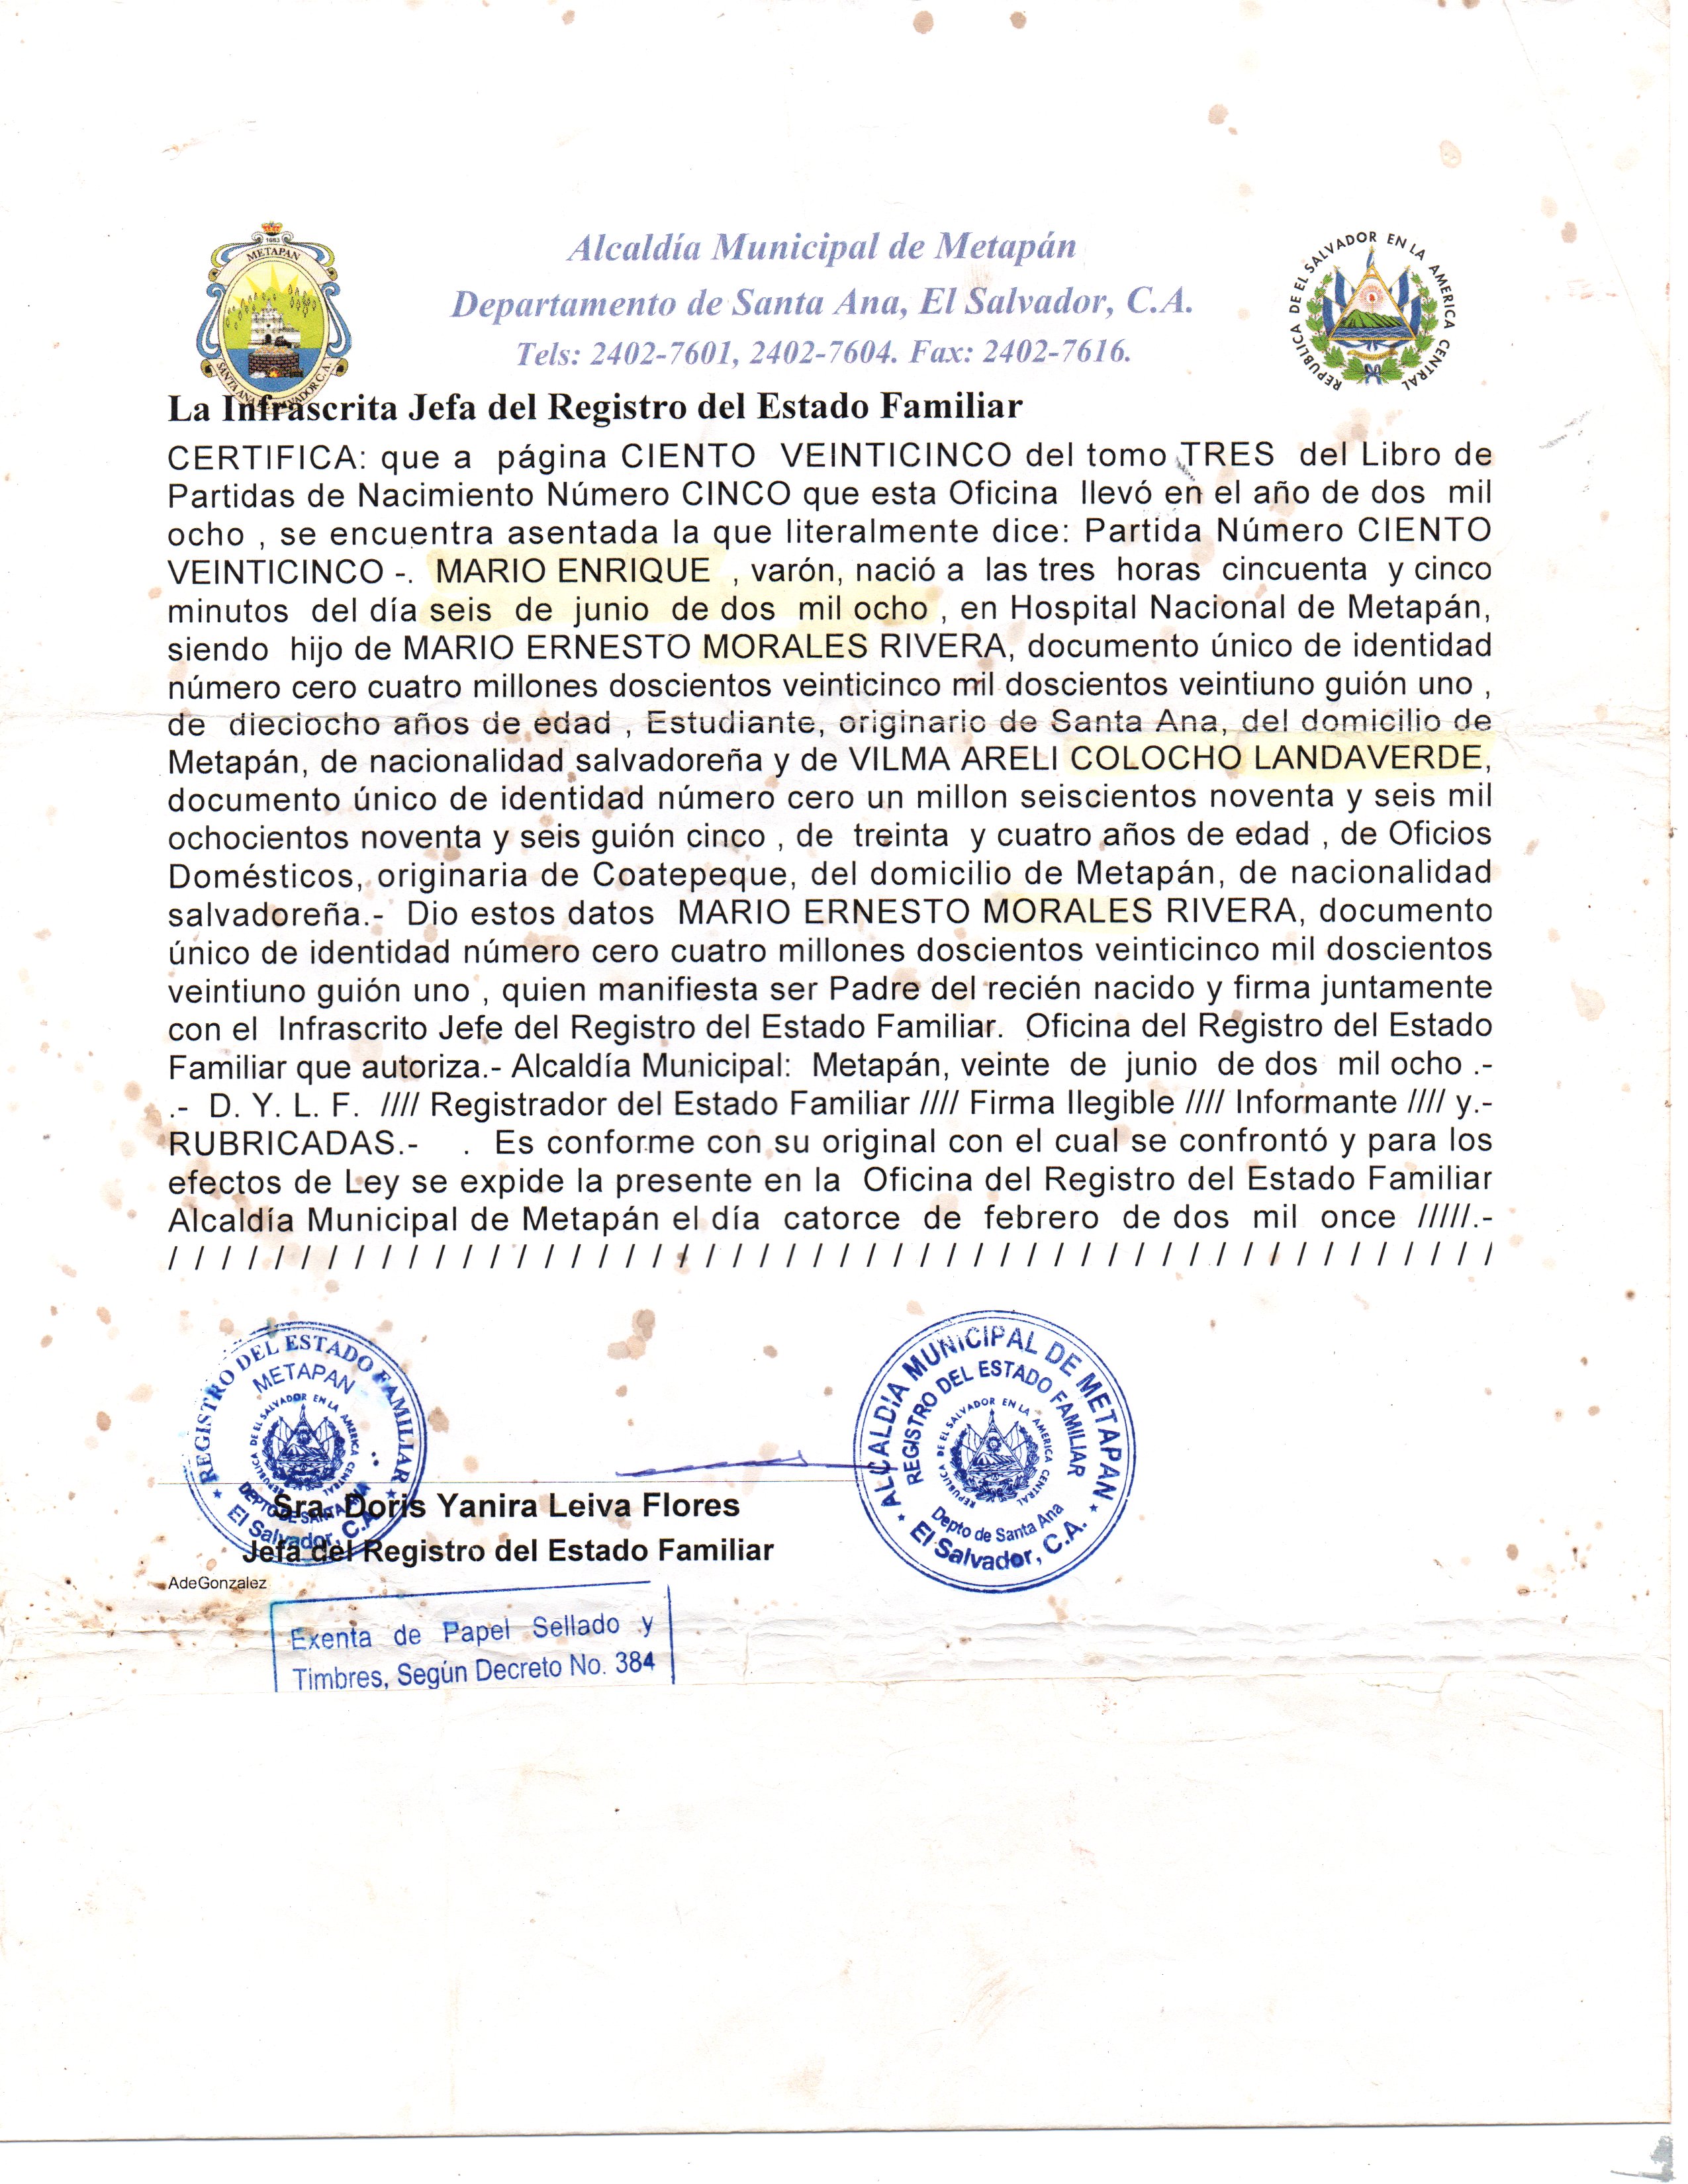 1683
METAPAN
SANTA ANA EL SALVADOR C.A.
Alcaldía Municipal de Metapán
Departamento de Santa Ana, El Salvador, C.A.
Tels: 2402-7601, 2402-7604. Fax: 2402-7616.
REPUBLICA DE EL SALVADOR EN LA AMERICA CENTRAL
La Infrascrita Jefa del Registro del Estado Familiar
CERTIFICA: que a página CIENTO VEINTICINCO del tomo TRES del Libro de
Partidas de Nacimiento Número CINCO que esta Oficina llevó en el año de dos mil
ocho , se encuentra asentada la que literalmente dice: Partida Número CIENTO
VEINTICINCO -. MARIO ENRIQUE , varón, nació a las tres horas cincuenta y cinco
minutos del día seis de junio de dos mil ocho , en Hospital Nacional de Metapán,
siendo hijo de MARIO ERNESTO MORALES RIVERA, documento único de identidad
número cero cuatro millones doscientos veinticinco mil doscientos veintiuno guión uno ,
de dieciocho años de edad , Estudiante, originario de Santa Ana, del domicilio de
Metapán, de nacionalidad salvadoreña y de VILMA ARELI COLOCHO LANDAVERDE,
documento único de identidad número cero un millon seiscientos noventa y seis mil
ochocientos noventa y seis guión cinco , de treinta y cuatro años de edad , de Oficios
Domésticos, originaria de Coatepeque, del domicilio de Metapán, de nacionalidad
salvadoreña.- Dio estos datos MARIO ERNESTO MORALES RIVERA, documento
único de identidad número cero cuatro millones doscientos veinticinco mil doscientos
veintiuno guión uno , quien manifiesta ser Padre del recién nacido y firma juntamente
con el Infrascrito Jefe del Registro del Estado Familiar. Oficina del Registro del Estado
Familiar que autoriza.- Alcaldía Municipal: Metapán, veinte de junio de dos mil ocho .-
.- D. Y. L. F. //// Registrador del Estado Familiar //// Firma Ilegible //// Informante //// y.-
RUBRICADAS.- . Es conforme con su original con el cual se confrontó y para los
efectos de Ley se expide la presente en la Oficina del Registro del Estado Familiar
Alcaldía Municipal de Metapán el día catorce de febrero de dos mil once /////.-
/ / / / / / / / / / / / / / / / / / / / / / / / / / / / / / / / / / / / / / / / / / / / / / / / / /
REGISTRO DEL ESTADO FAMILIAR
METAPAN
REPUBLICA DE EL SALVADOR EN LA AMERICA CENTRAL
DEPTO DE SANTA ANA
El Salvador, C.A.
ALCALDIA MUNICIPAL DE METAPAN
REGISTRO DEL ESTADO FAMILIAR
REPUBLICA DE EL SALVADOR EN LA AMERICA CENTRAL
Depto de Santa Ana
El Salvador, C.A.
Sra. Doris Yanira Leiva Flores
Jefa del Registro del Estado Familiar
AdeGonzalez
Exenta de Papel Sellado y
Timbres, Según Decreto No. 384